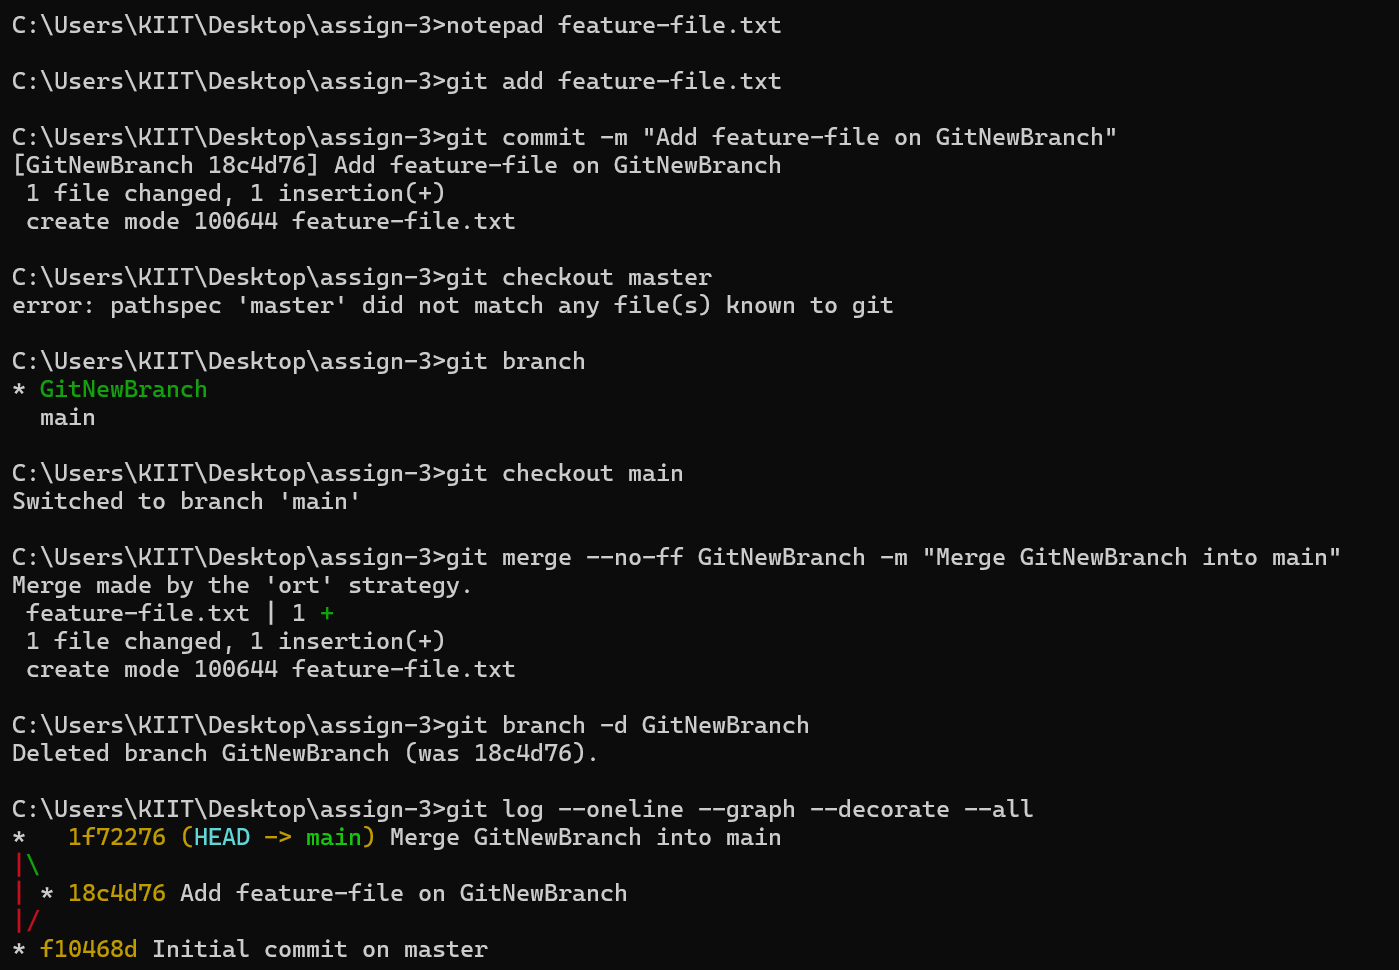 C:\Users\KIIT\Desktop\assign-3>notepad feature-file.txt
C:\Users\KIIT\Desktop\assign-3>git add feature-file.txt
C:\Users\KIIT\Desktop\assign-3>git commit -m "Add feature-file on GitNewBranch"
[GitNewBranch 18c4d76] Add feature-file on GitNewBranch
 1 file changed, 1 insertion(+)
 create mode 100644 feature-file.txt
C:\Users\KIIT\Desktop\assign-3>git checkout master
error: pathspec 'master' did not match any file(s) known to git
C:\Users\KIIT\Desktop\assign-3>git branch
* GitNewBranch
  main
C:\Users\KIIT\Desktop\assign-3>git checkout main
Switched to branch 'main'
C:\Users\KIIT\Desktop\assign-3>git merge --no-ff GitNewBranch -m "Merge GitNewBranch into main"
Merge made by the 'ort' strategy.
 feature-file.txt | 1 +
 1 file changed, 1 insertion(+)
 create mode 100644 feature-file.txt
C:\Users\KIIT\Desktop\assign-3>git branch -d GitNewBranch
Deleted branch GitNewBranch (was 18c4d76).
C:\Users\KIIT\Desktop\assign-3>git log --oneline --graph --decorate --all
*   1f72276 (HEAD -> main) Merge GitNewBranch into main
|\
| * 18c4d76 Add feature-file on GitNewBranch
|/
* f10468d Initial commit on master